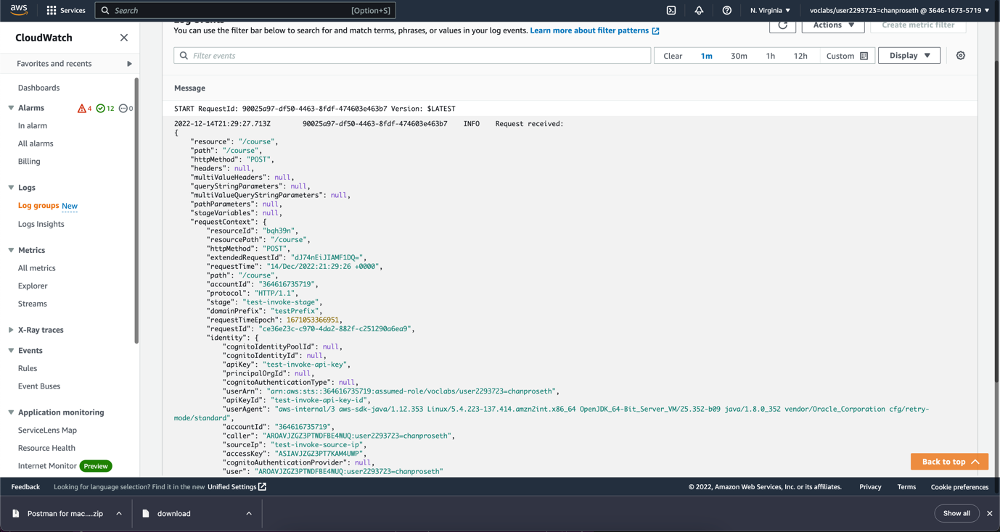 aws
Services
Search
[Option+S]
N. Virginia
voclabs/user2293723=chanproseth @ 3646-1673-5719
CloudWatch
Favorites and recents
Dashboards
Alarms 4 12 0
In alarm
All alarms
Billing
Logs
Log groups New
Logs Insights
Metrics
All metrics
Explorer
Streams
X-Ray traces
Events
Rules
Event Buses
Application monitoring
ServiceLens Map
Resource Health
Internet Monitor Preview
Log events
You can use the filter bar below to search for and match terms, phrases, or values in your log events. Learn more about filter patterns
Actions
Create metric filter
Filter events
Clear 1m 30m 1h 12h Custom
Display
Message
START RequestId: 90025a97-df50-4463-8fdf-474603e463b7 Version: $LATEST
2022-12-14T21:29:27.713Z 90025a97-df50-4463-8fdf-474603e463b7 INFO Request received:
{
"resource": "/course",
"path": "/course",
"httpMethod": "POST",
"headers": null,
"multiValueHeaders": null,
"queryStringParameters": null,
"multiValueQueryStringParameters": null,
"pathParameters": null,
"stageVariables": null,
"requestContext": {
"resourceId": "bqh39n",
"resourcePath": "/course",
"httpMethod": "POST",
"extendedRequestId": "dJ74nEiJIAMF1DQ=",
"requestTime": "14/Dec/2022:21:29:26 +0000",
"path": "/course",
"accountId": "364616735719",
"protocol": "HTTP/1.1",
"stage": "test-invoke-stage",
"domainPrefix": "testPrefix",
"requestTimeEpoch": 1671053366951,
"requestId": "ce36e23c-c970-4da2-882f-c251290a6ea9",
"identity": {
"cognitoIdentityPoolId": null,
"cognitoIdentityId": null,
"apiKey": "test-invoke-api-key",
"principalOrgId": null,
"cognitoAuthenticationType": null,
"userArn": "arn:aws:sts::364616735719:assumed-role/voclabs/user2293723=chanproseth",
"apiKeyId": "test-invoke-api-key-id",
"userAgent": "aws-internal/3 aws-sdk-java/1.12.353 Linux/5.4.223-137.414.amzn2int.x86_64 OpenJDK_64-Bit_Server_VM/25.352-b09 java/1.8.0_352 vendor/Oracle_Corporation cfg/retry-
mode/standard",
"accountId": "364616735719",
"caller": "AROAVJZGZ3PTWDFBE4WUQ:user2293723=chanproseth",
"sourceIp": "test-invoke-source-ip",
"accessKey": "ASIAVJZGZ3PT7KAM4UWP",
"cognitoAuthenticationProvider": null,
"user": "AROAVJZGZ3PTWDFBE4WUQ:user2293723=chanproseth"
Back to top
Feedback
Looking for language selection? Find it in the new Unified Settings
© 2022, Amazon Web Services, Inc. or its affiliates.
Privacy
Terms
Cookie preferences
Postman for mac....zip
download
Show all